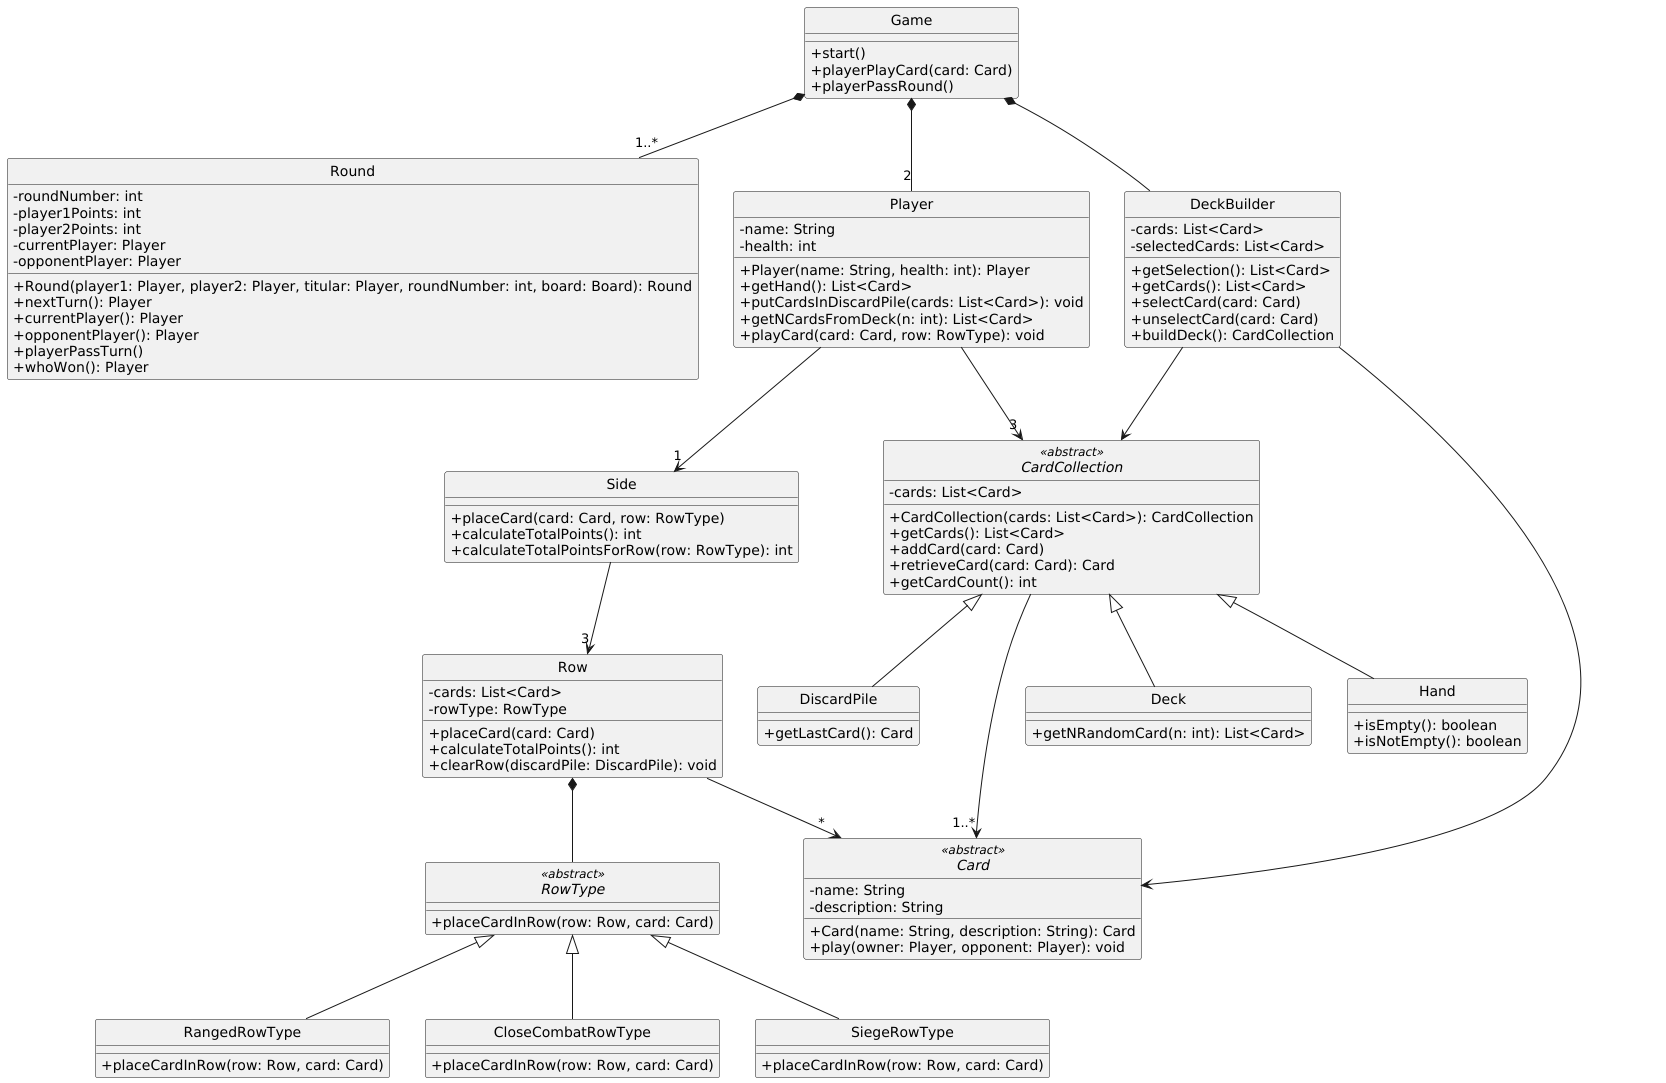 Game
+start()
+playerPlayCard(card: Card)
+playerPassRound()
1..*
2
Round
-roundNumber: int
-player1Points: int
-player2Points: int
-currentPlayer: Player
-opponentPlayer: Player
+Round(player1: Player, player2: Player, titular: Player, roundNumber: int, board: Board): Round
+nextTurn(): Player
+currentPlayer(): Player
+opponentPlayer(): Player
+playerPassTurn()
+whoWon(): Player
Player
-name: String
-health: int
+Player(name: String, health: int): Player
+getHand(): List<Card>
+putCardsInDiscardPile(cards: List<Card>): void
+getNCardsFromDeck(n: int): List<Card>
+playCard(card: Card, row: RowType): void
DeckBuilder
-cards: List<Card>
-selectedCards: List<Card>
+getSelection(): List<Card>
+getCards(): List<Card>
+selectCard(card: Card)
+unselectCard(card: Card)
+buildDeck(): CardCollection
1
3
Side
+placeCard(card: Card, row: RowType)
+calculateTotalPoints(): int
+calculateTotalPointsForRow(row: RowType): int
«abstract»
CardCollection
-cards: List<Card>
+CardCollection(cards: List<Card>): CardCollection
+getCards(): List<Card>
+addCard(card: Card)
+retrieveCard(card: Card): Card
+getCardCount(): int
3
Row
-cards: List<Card>
-rowType: RowType
+placeCard(card: Card)
+calculateTotalPoints(): int
+clearRow(discardPile: DiscardPile): void
DiscardPile
+getLastCard(): Card
Deck
+getNRandomCard(n: int): List<Card>
Hand
+isEmpty(): boolean
+isNotEmpty(): boolean
*
1..*
«abstract»
RowType
+placeCardInRow(row: Row, card: Card)
«abstract»
Card
-name: String
-description: String
+Card(name: String, description: String): Card
+play(owner: Player, opponent: Player): void
RangedRowType
+placeCardInRow(row: Row, card: Card)
CloseCombatRowType
+placeCardInRow(row: Row, card: Card)
SiegeRowType
+placeCardInRow(row: Row, card: Card)